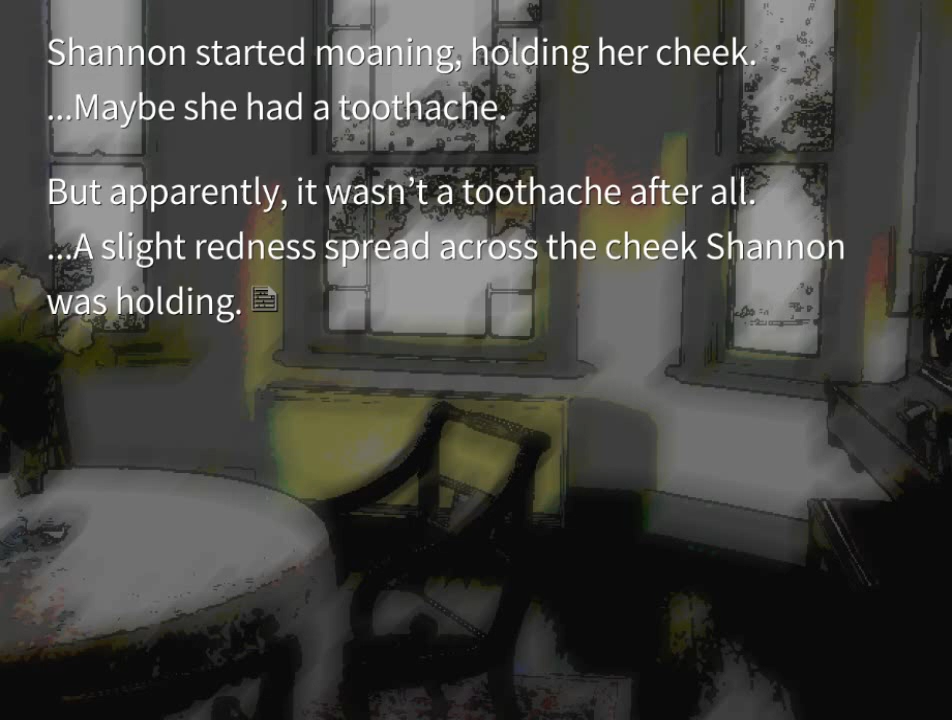 Shannon started moaning, holding her cheek.
...Maybe she had a toothache.
But apparently, it wasn’t a toothache after all.
...A slight redness spread across the cheek Shannon
was holding.